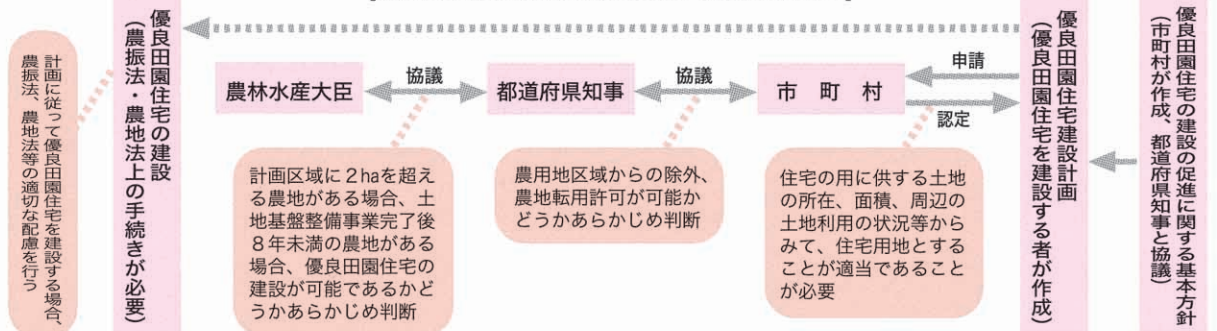 優良田園住宅の建設の促進に関する基本方針
(市町村が作成、都道府県知事と協議)
優良田園住宅建設計画
(優良田園住宅を建設する者が作成)
申請
認定
市町村
協議
都道府県知事
協議
農林水産大臣
住宅の用に供する土地
の所在、面積、周辺の
土地利用の状況等から
みて、住宅用地とする
ことが適当であること
が必要
農用地区域からの除外、
農地転用許可が可能か
どうかあらかじめ判断
計画区域に2haを超え
る農地がある場合、土
地基盤整備事業完了後
8年未満の農地がある
場合、優良田園住宅の
建設が可能であるかど
うかあらかじめ判断
優良田園住宅の建設
(農振法・農地法上の手続きが必要)
計画に従って優良田園住宅を建設する場合、
農振法、農地法等の適切な配慮を行う